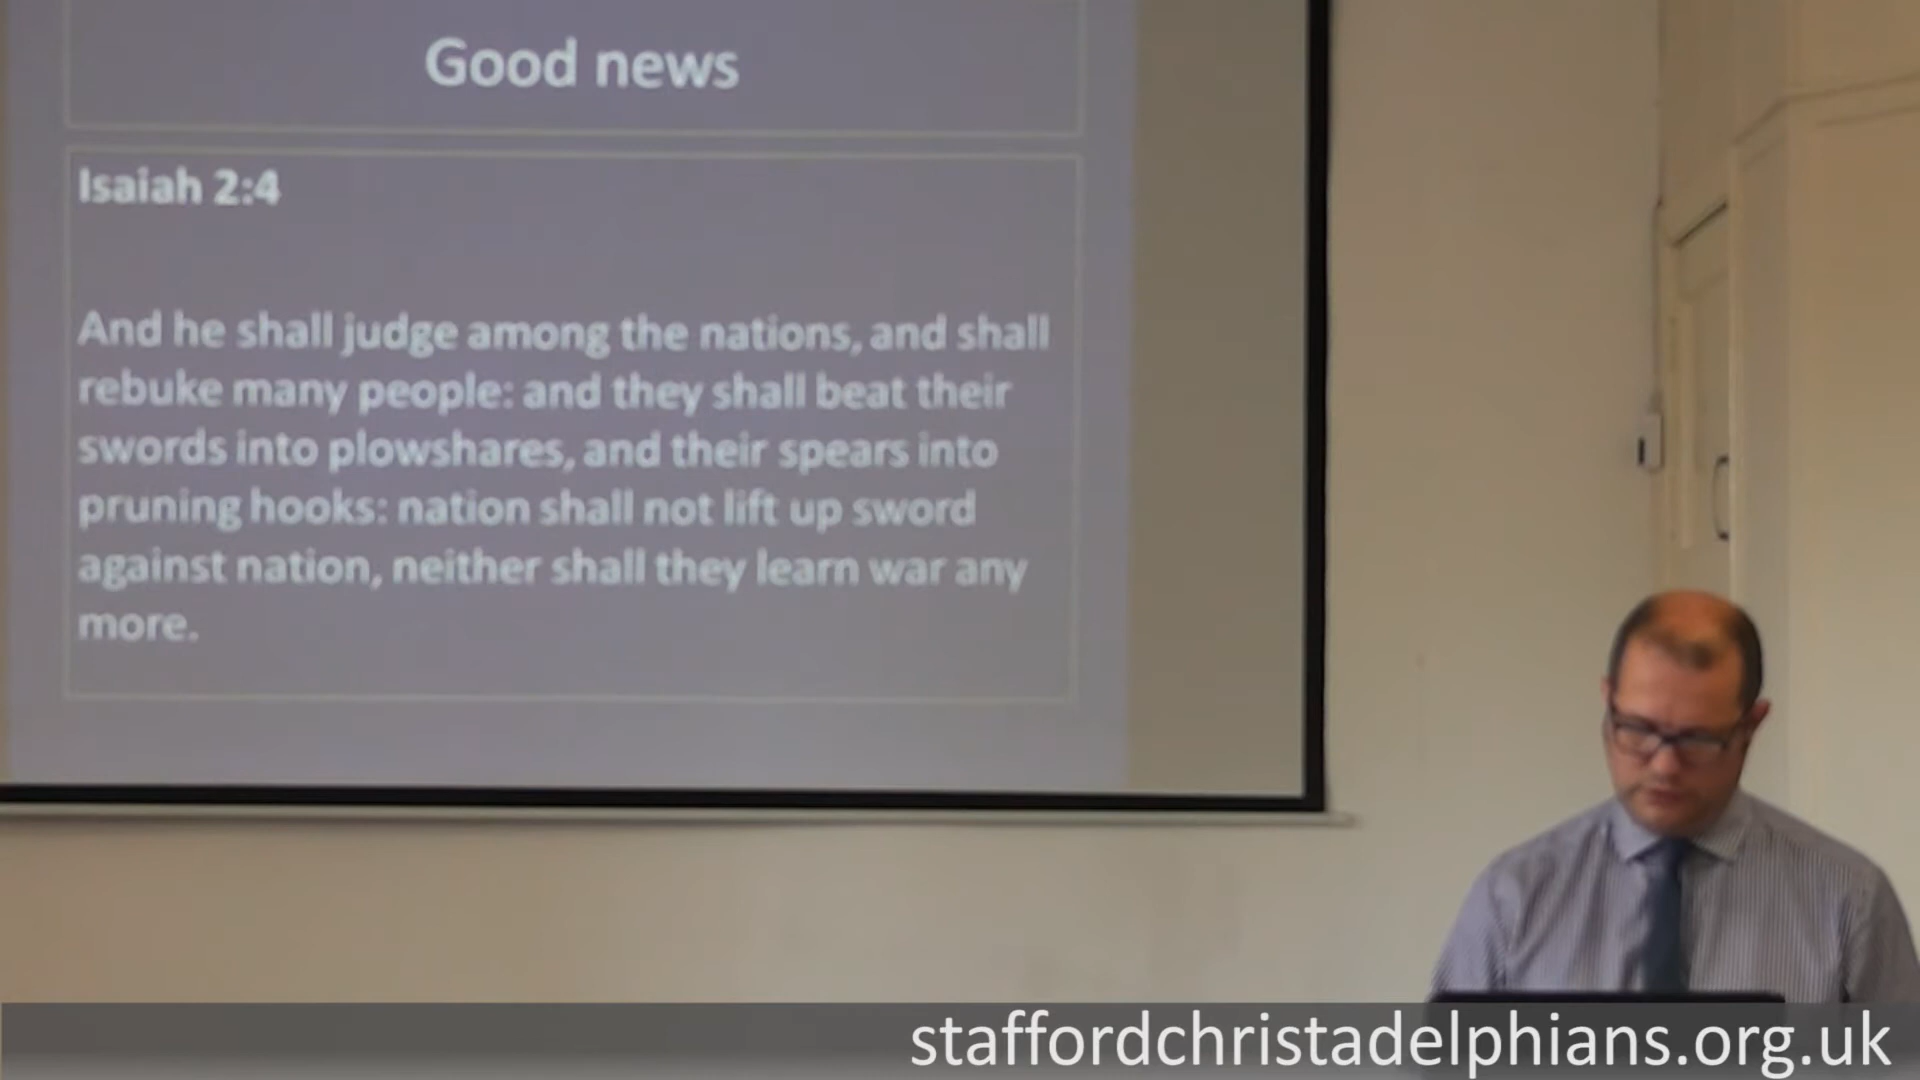 Good news
Isaiah 2:4
And he shall judge among the nations, and shall
rebuke many people: and they shall beat their
swords into plowshares, and their spears into
pruning hooks: nation shall not lift up sword
against nation, neither shall they learn war any
more.
staffordchristadelphians.org.uk